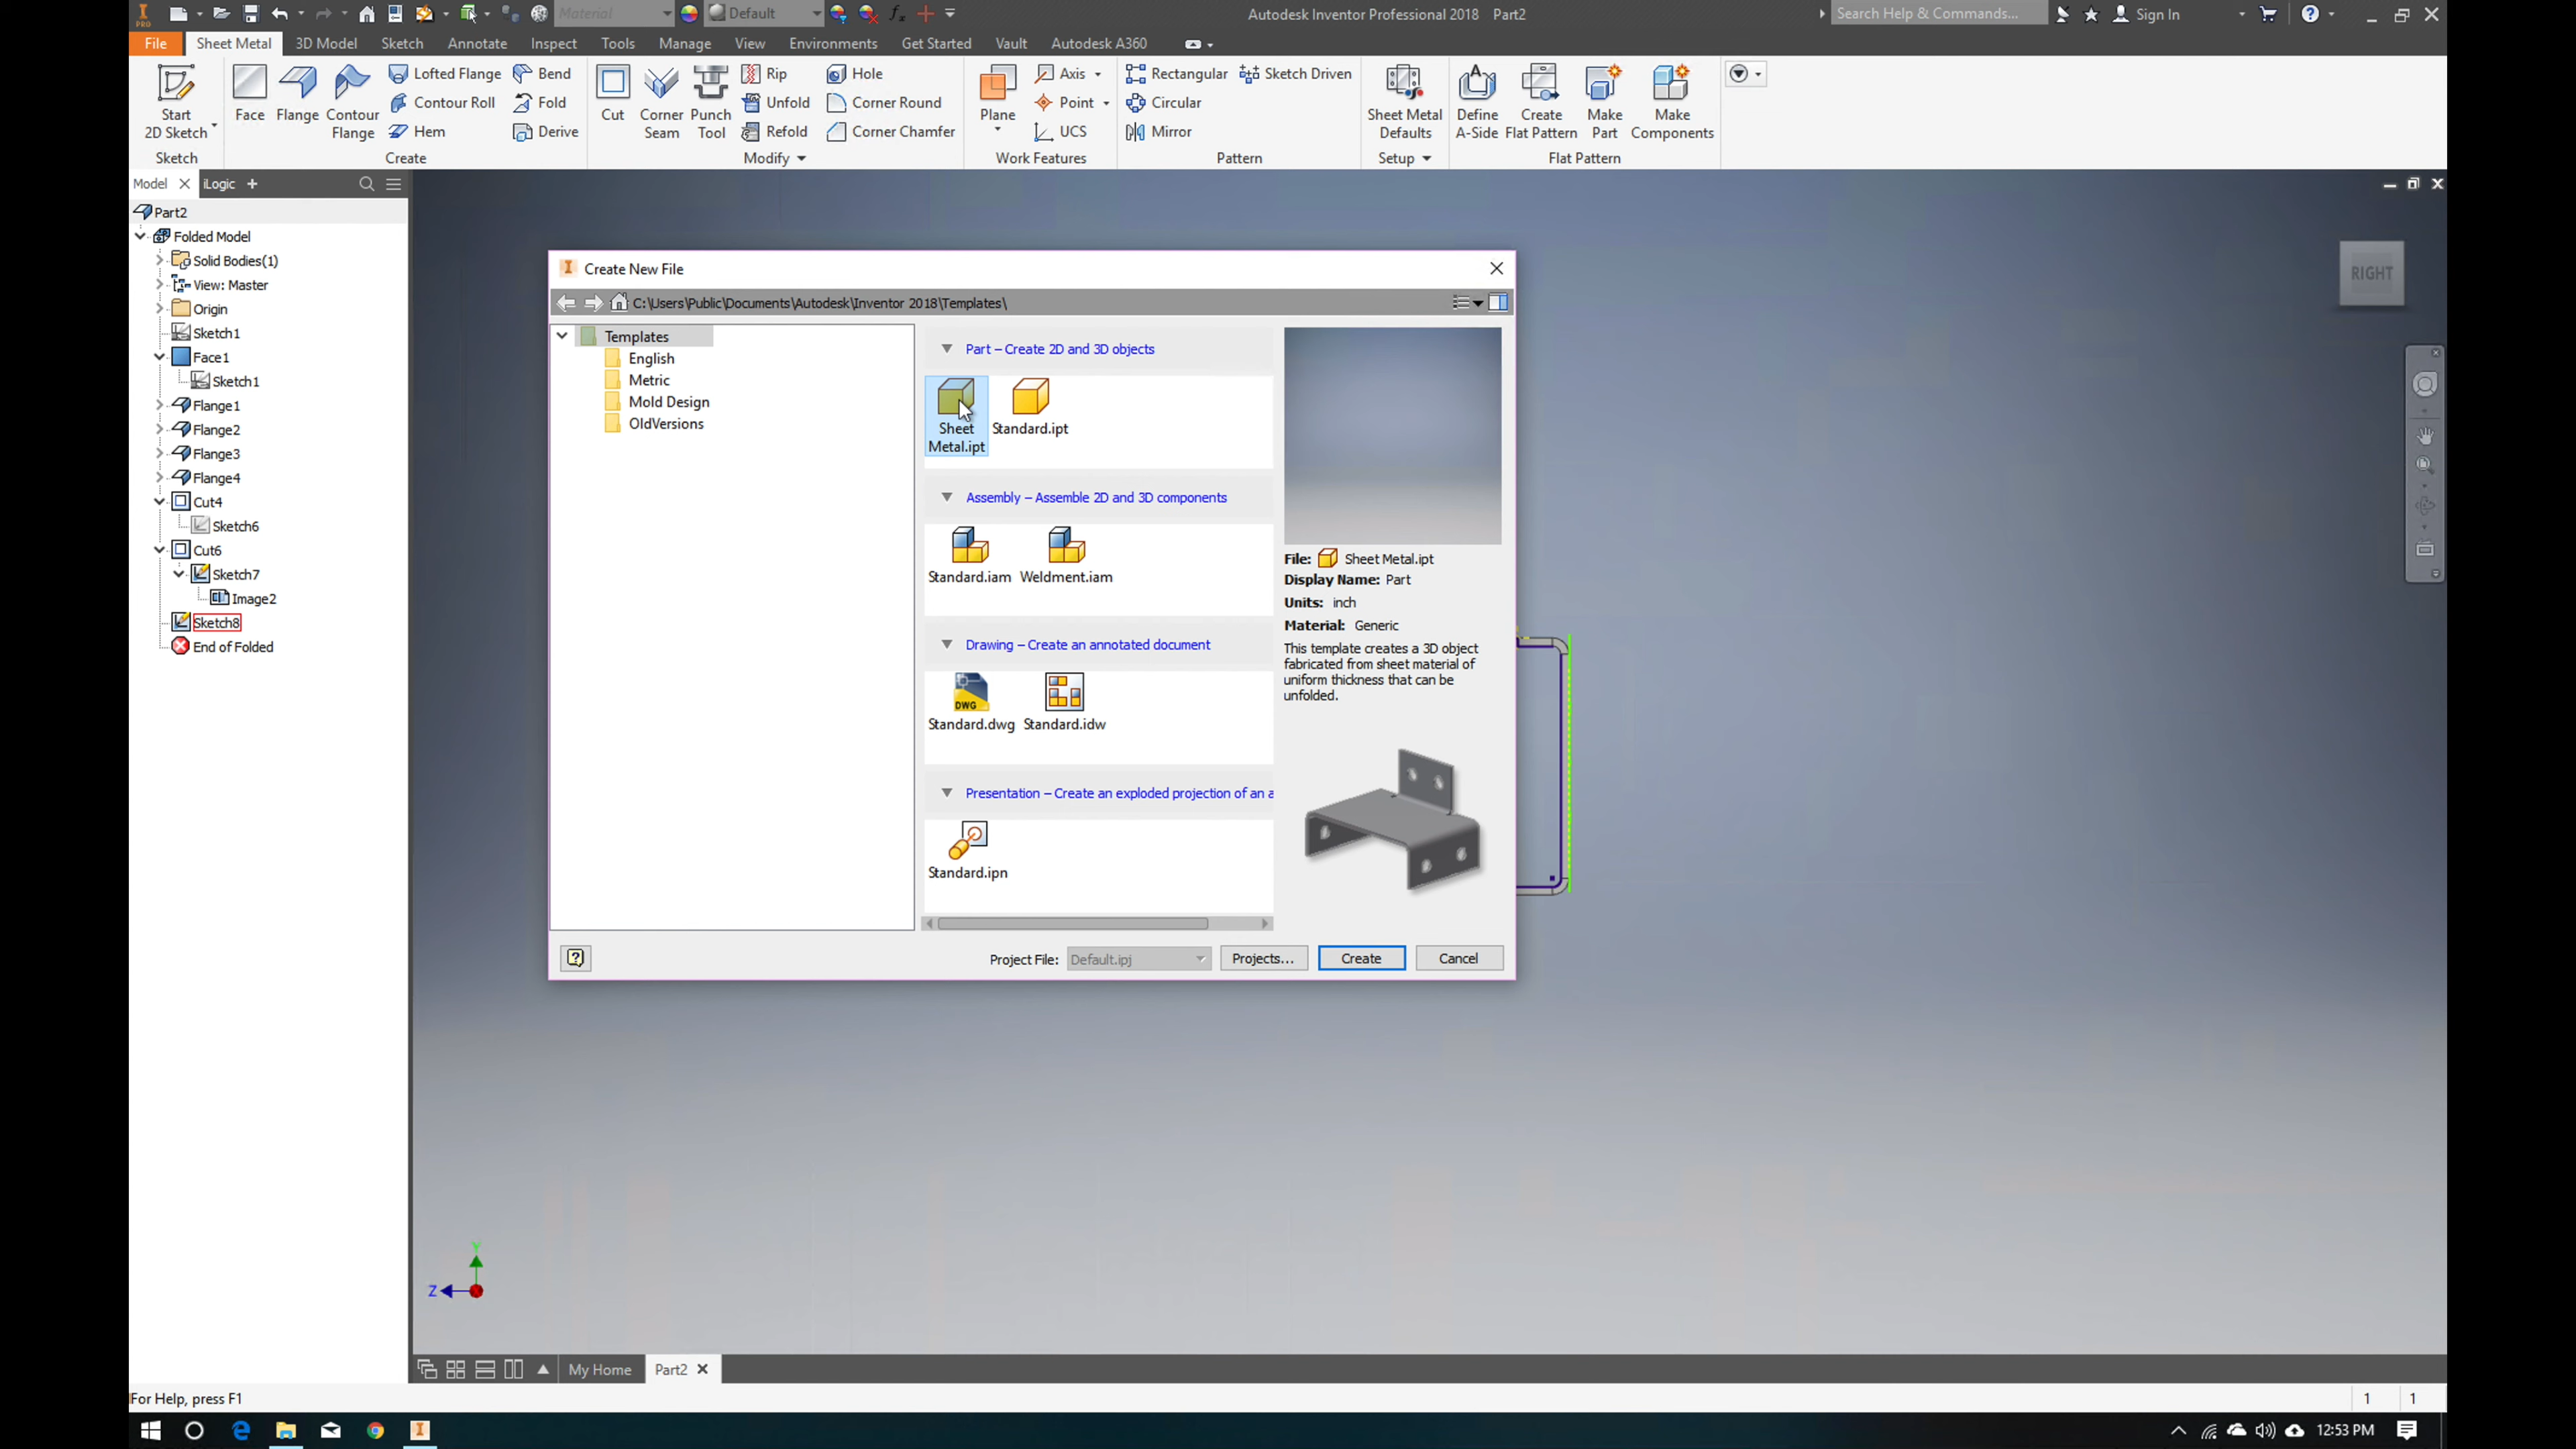 Material
Default
Autodesk Inventor Professional 2018 Part2
Search Help & Commands...
Sign In
PRO
File Sheet Metal 3D Model Sketch Annotate Inspect Tools Manage View Environments Get Started Vault Autodesk A360
Start
2D Sketch
Face
Flange
Contour
Flange
Lofted Flange
Contour Roll
Hem
Bend
Fold
Derive
Cut
Corner
Seam
Punch
Tool
Rip
Unfold
Refold
Hole
Corner Round
Corner Chamfer
Plane
Axis
Point
UCS
Rectangular
Circular
Mirror
Sketch Driven
Sheet Metal
Defaults
Define
A-Side
Create
Flat Pattern
Make
Part
Make
Components
Sketch Create Modify Work Features Pattern Setup Flat Pattern
Model iLogic
Part2
Folded Model
Solid Bodies(1)
View: Master
Origin
Sketch1
Face1
Sketch1
Flange1
Flange2
Flange3
Flange4
Cut4
Sketch6
Cut6
Sketch7
Image2
Sketch8
End of Folded
RIGHT
Create New File
C:\Users\Public\Documents\Autodesk\Inventor 2018\Templates\
Templates
English
Metric
Mold Design
OldVersions
Part – Create 2D and 3D objects
Sheet
Metal.ipt
Standard.ipt
Assembly – Assemble 2D and 3D components
Standard.iam Weldment.iam
Drawing – Create an annotated document
DWG
Standard.dwg Standard.idw
Presentation – Create an exploded projection of an a
Standard.ipn
File: Sheet Metal.ipt
Display Name: Part
Units: inch
Material: Generic
This template creates a 3D object
fabricated from sheet material of
uniform thickness that can be
unfolded.
Project File: Default.ipj Projects... Create Cancel
Y
Z
My Home Part2
For Help, press F1
1 1
12:53 PM